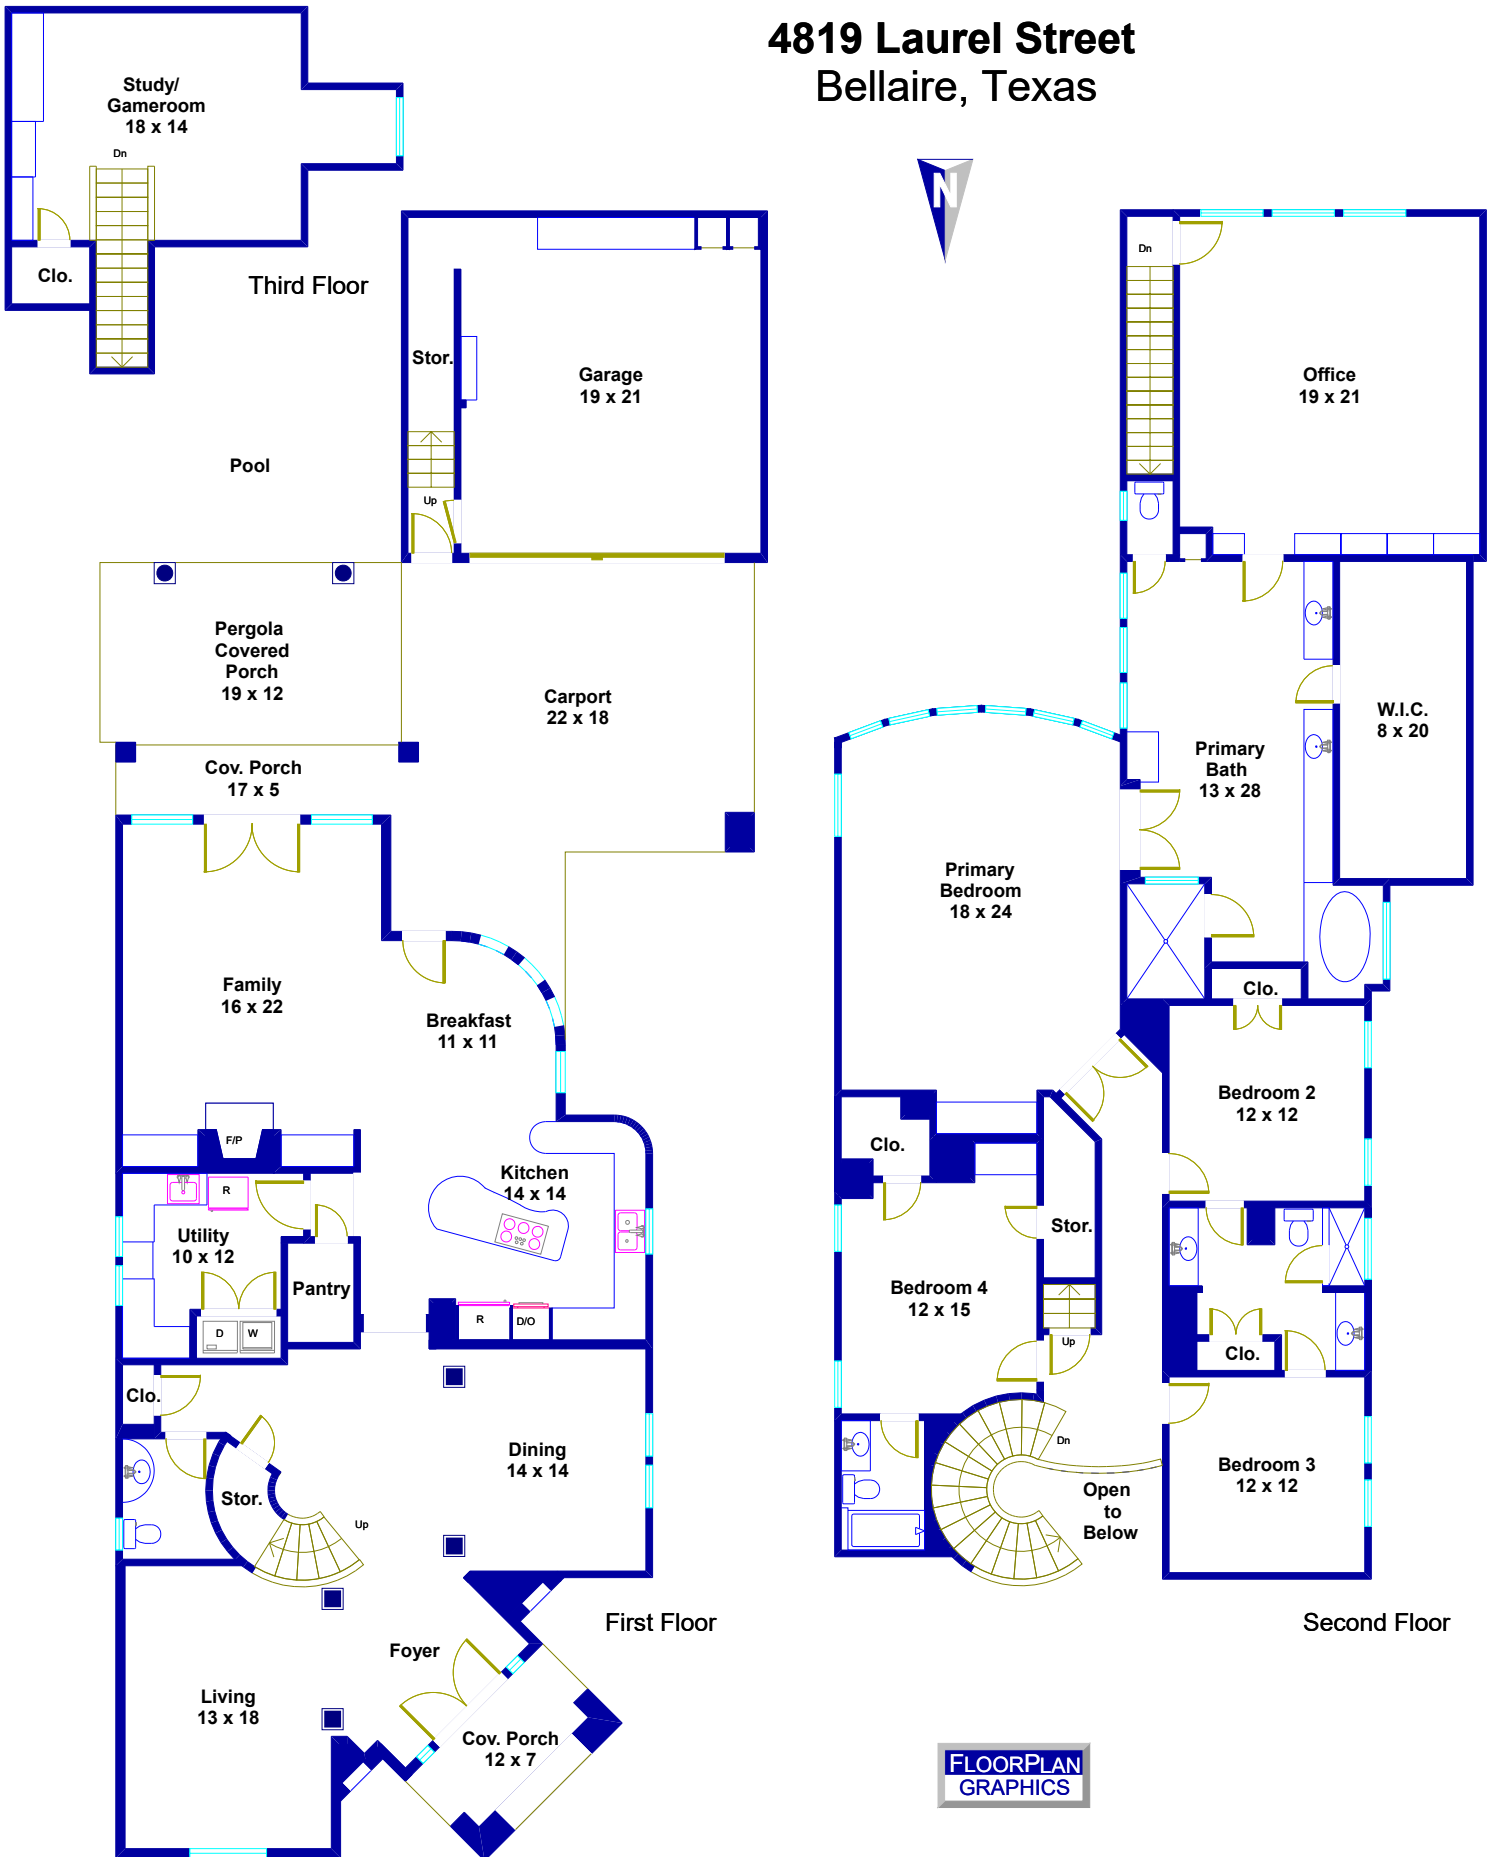 4819 Laurel Street
Bellaire, Texas
N
Study/
Gameroom
18 x 14
Dn
Clo.
Third Floor
Stor.
Garage
19 x 21
Up
Pool
Pergola
Covered
Porch
19 x 12
Carport
22 x 18
Cov. Porch
17 x 5
Family
16 x 22
Breakfast
11 x 11
F/P
Kitchen
14 x 14
R
Utility
10 x 12
Pantry
D
W
R
D/O
Clo.
Dining
14 x 14
Stor.
Up
First Floor
Foyer
Living
13 x 18
Cov. Porch
12 x 7
Dn
Office
19 x 21
W.I.C.
8 x 20
Primary
Bath
13 x 28
Primary
Bedroom
18 x 24
Clo.
Bedroom 2
12 x 12
Clo.
Stor.
Bedroom 4
12 x 15
Up
Clo.
Dn
Bedroom 3
12 x 12
Open
to
Below
Second Floor
FLOORPLAN
GRAPHICS